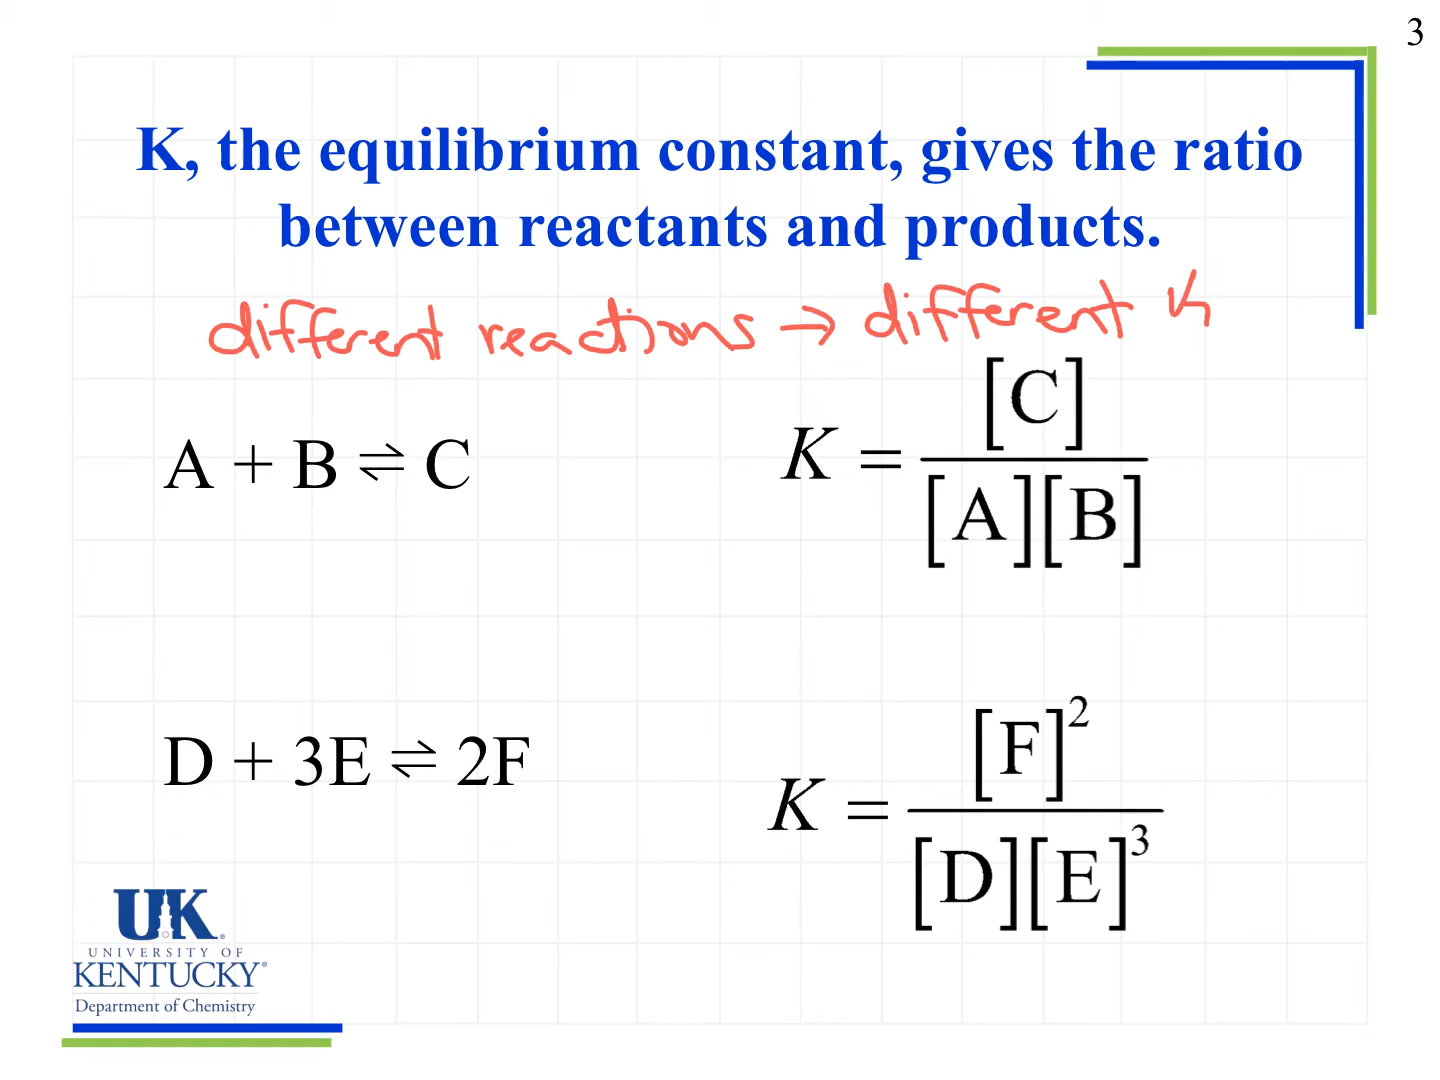 3
K, the equilibrium constant, gives the ratio
between reactants and products.
different reactions → different K
A + B ⇌ C
K = [C] / [A][B]
D + 3E ⇌ 2F
K = [F]² / [D][E]³
UK
UNIVERSITY OF
KENTUCKY®
Department of Chemistry